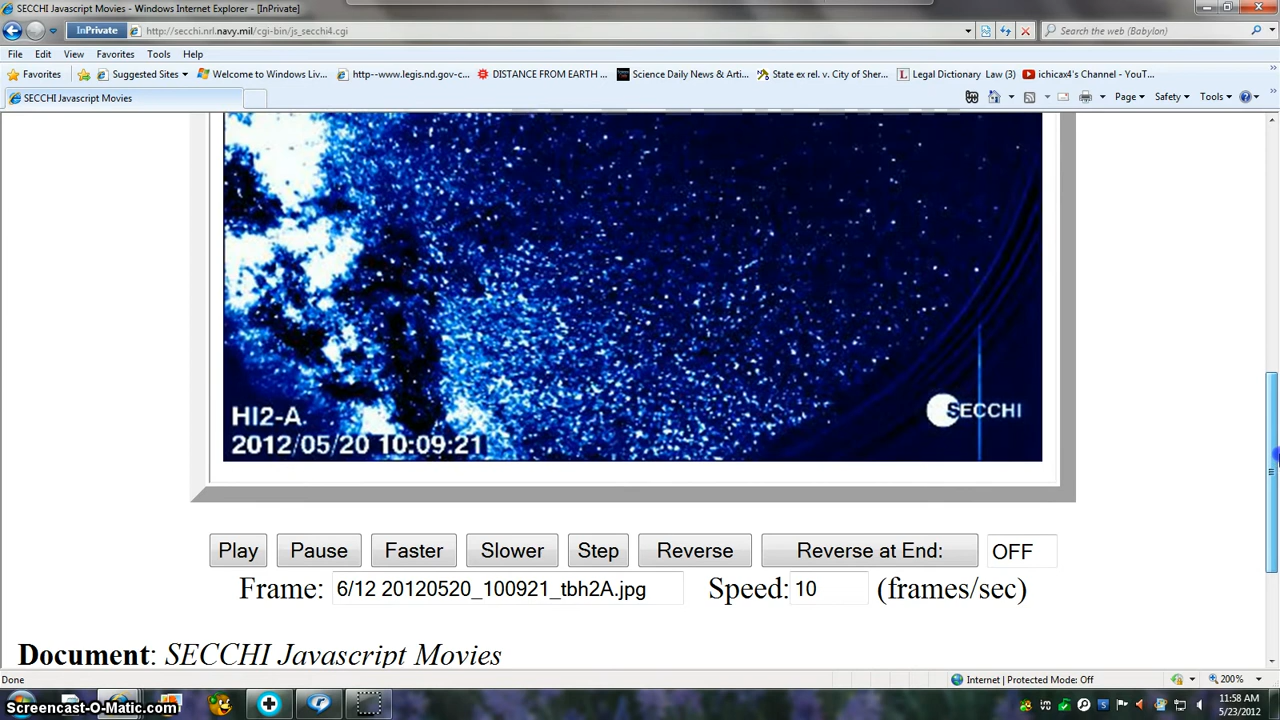 SECCHI Javascript Movies - Windows Internet Explorer - [InPrivate]
InPrivate http://secchi.nrl.navy.mil/cgi-bin/js_secchi4.cgi Search the web (Babylon)
File Edit View Favorites Tools Help
Favorites Suggested Sites Welcome to Windows Liv... http--www.legis.nd.gov-c... DISTANCE FROM EARTH ... Science Daily News & Arti... State ex rel. v. City of Sher... Legal Dictionary Law (3) ichicax4's Channel - YouT...
SECCHI Javascript Movies Page Safety Tools
HI2-A
2012/05/20 10:09:21
SECCHI
Play Pause Faster Slower Step Reverse Reverse at End: OFF
Frame: 6/12 20120520_100921_tbh2A.jpg Speed: 10 (frames/sec)
Document: SECCHI Javascript Movies
Done Internet | Protected Mode: Off 200%
Screencast-O-Matic.com 11:58 AM
5/23/2012